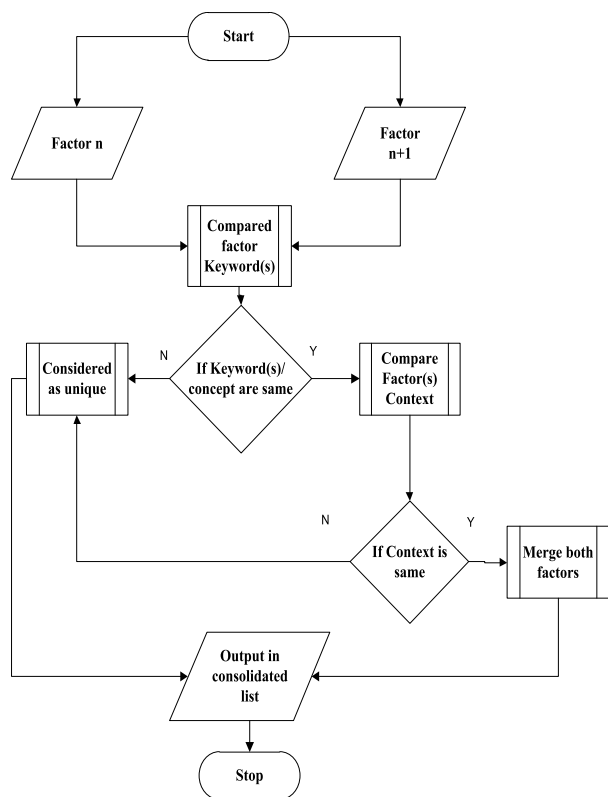 Start
Factor n
Factor
n+1
Compared
factor
Keyword(s)
If Keyword(s)/
concept are same
N
Y
Considered
as unique
Compare
Factor(s)
Context
N
Y
If Context is
same
Merge both
factors
Output in
consolidated
list
Stop